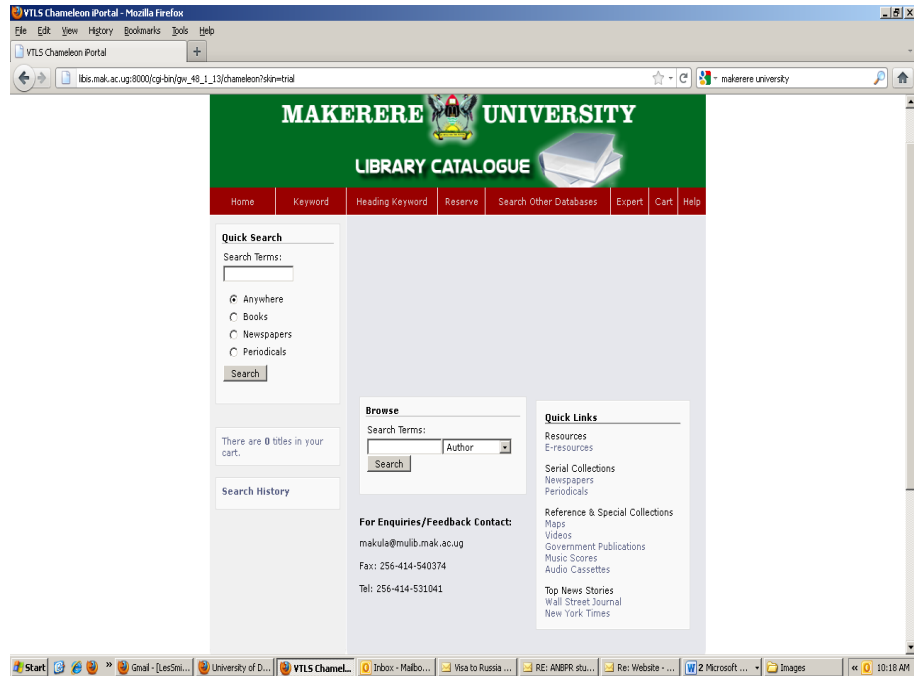 VTLS Chameleon iPortal - Mozilla Firefox
File Edit View History Bookmarks Tools Help
VTLS Chameleon iPortal
libis.mak.ac.ug:8000/cgi-bin/gw_48_1_13/chameleon?skin=trial
makerere university
MAKERERE UNIVERSITY
LIBRARY CATALOGUE
Home Keyword Heading Keyword Reserve Search Other Databases Expert Cart Help
Quick Search
Search Terms:
Anywhere
Books
Newspapers
Periodicals
Search
There are 0 titles in your
cart.
Search History
Browse
Search Terms:
Author
Search
For Enquiries/Feedback Contact:
makula@mulib.mak.ac.ug
Fax: 256-414-540374
Tel: 256-414-531041
Quick Links
Resources
E-resources
Serial Collections
Newspapers
Periodicals
Reference & Special Collections
Maps
Videos
Government Publications
Music Scores
Audio Cassettes
Top News Stories
Wall Street Journal
New York Times
Start » Gmail - [LesSmi... University of D... VTLS Chamel... Inbox - Mailbo... Visa to Russia ... RE: ANBPR stu... Re: Website - ... 2 Microsoft ... Images « 10:18 AM